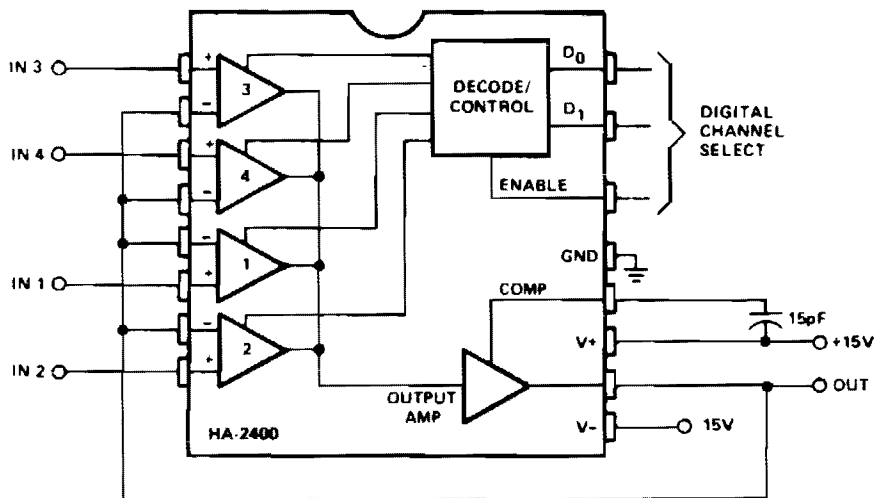 IN 3
+
−
3
IN 4
+
−
4
−
1
+
IN 1
−
2
+
IN 2
DECODE/
CONTROL
D0
D1
ENABLE
DIGITAL
CHANNEL
SELECT
GND
COMP
15pF
V+
+15V
OUTPUT
AMP
OUT
V−
15V
HA-2400